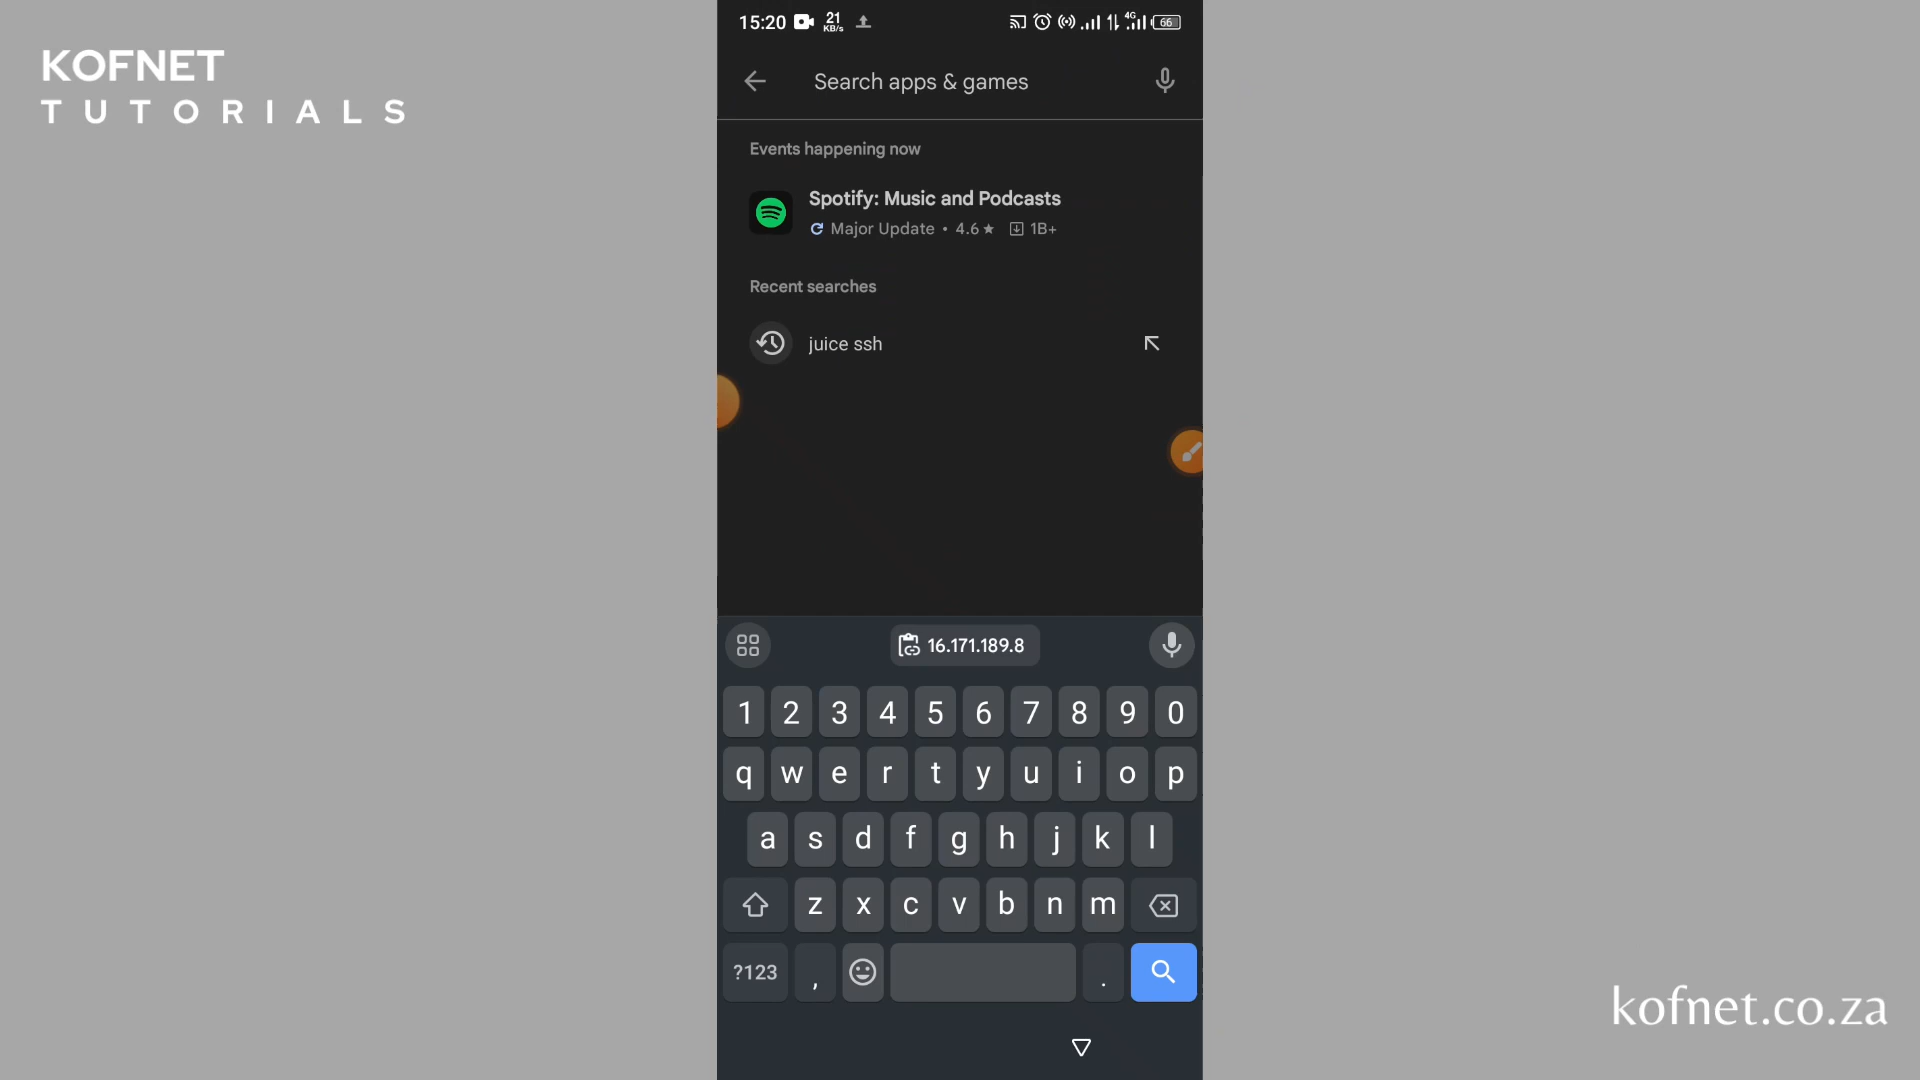 KOFNET
TUTORIALS
15:20
21
KB/s
4G
66
Search apps & games
Events happening now
Spotify: Music and Podcasts
Major Update • 4.6★ 1B+
Recent searches
juice ssh
16.171.189.8
1 2 3 4 5 6 7 8 9 0
q w e r t y u i o p
a s d f g h j k l
z x c v b n m
?123 , .
kofnet.co.za